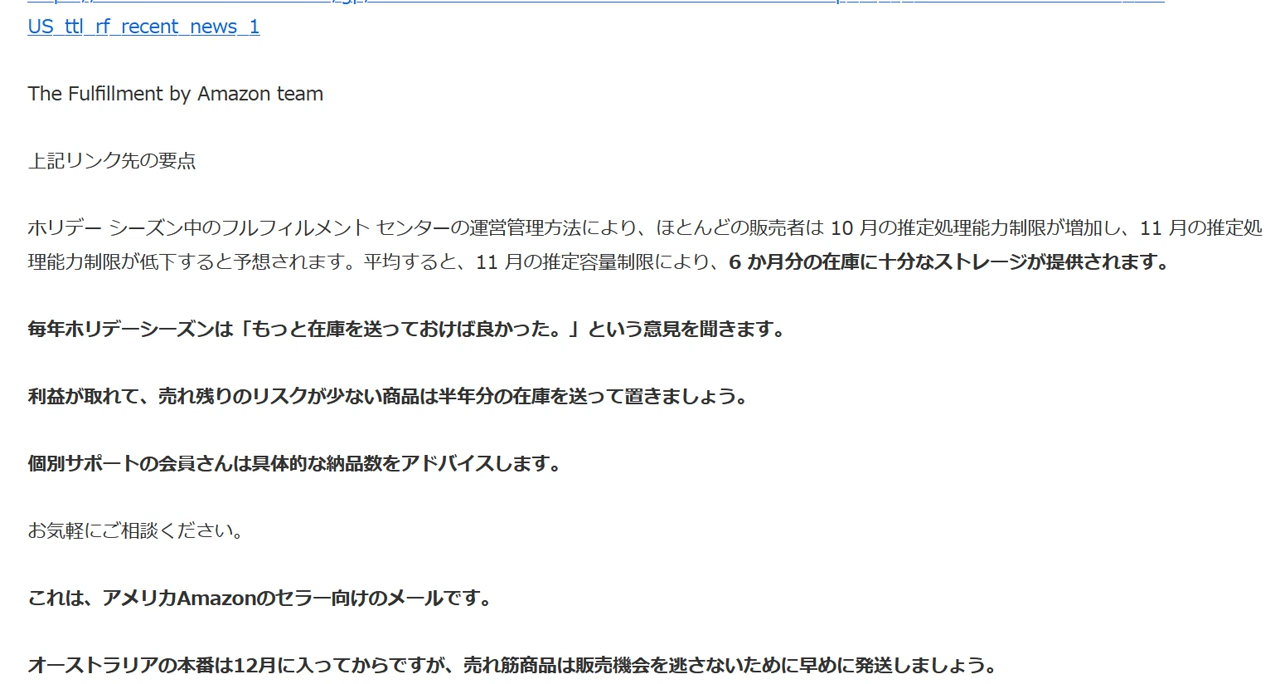 US_ttl_rf_recent_news_1
The Fulfillment by Amazon team
上記リンク先の要点
ホリデー シーズン中のフルフィルメント センターの運営管理方法により、ほとんどの販売者は 10 月の推定処理能力制限が増加し、11 月の推定処
理能力制限が低下すると予想されます。平均すると、11 月の推定容量制限により、6 か月分の在庫に十分なストレージが提供されます。
毎年ホリデーシーズンは「もっと在庫を送っておけば良かった。」という意見を聞きます。
利益が取れて、売れ残りのリスクが少ない商品は半年分の在庫を送って置きましょう。
個別サポートの会員さんは具体的な納品数をアドバイスします。
お気軽にご相談ください。
これは、アメリカAmazonのセラー向けのメールです。
オーストラリアの本番は12月に入ってからですが、売れ筋商品は販売機会を逃さないために早めに発送しましょう。